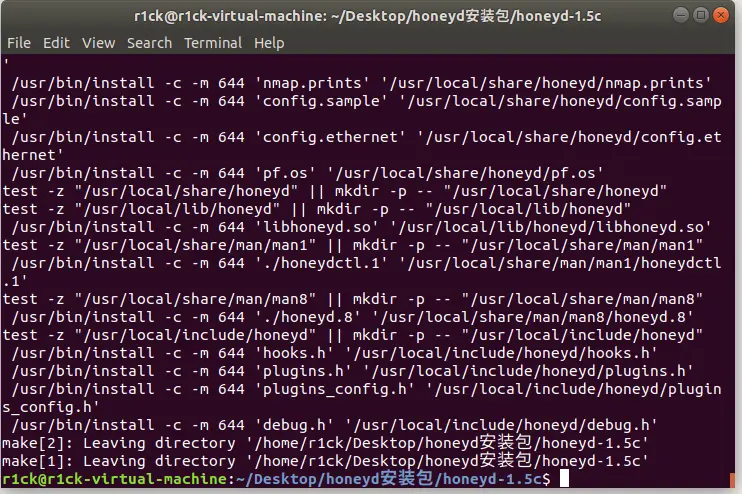 r1ck@r1ck-virtual-machine: ~/Desktop/honeyd安装包/honeyd-1.5c
File Edit View Search Terminal Help
'
 /usr/bin/install -c -m 644 'nmap.prints' '/usr/local/share/honeyd/nmap.prints'
 /usr/bin/install -c -m 644 'config.sample' '/usr/local/share/honeyd/config.samp
le'
 /usr/bin/install -c -m 644 'config.ethernet' '/usr/local/share/honeyd/config.et
hernet'
 /usr/bin/install -c -m 644 'pf.os' '/usr/local/share/honeyd/pf.os'
test -z "/usr/local/share/honeyd" || mkdir -p -- "/usr/local/share/honeyd"
test -z "/usr/local/lib/honeyd" || mkdir -p -- "/usr/local/lib/honeyd"
 /usr/bin/install -c -m 644 'libhoneyd.so' '/usr/local/lib/honeyd/libhoneyd.so'
test -z "/usr/local/share/man/man1" || mkdir -p -- "/usr/local/share/man/man1"
 /usr/bin/install -c -m 644 './honeydctl.1' '/usr/local/share/man/man1/honeydctl
.1'
test -z "/usr/local/share/man/man8" || mkdir -p -- "/usr/local/share/man/man8"
 /usr/bin/install -c -m 644 './honeyd.8' '/usr/local/share/man/man8/honeyd.8'
test -z "/usr/local/include/honeyd" || mkdir -p -- "/usr/local/include/honeyd"
 /usr/bin/install -c -m 644 'hooks.h' '/usr/local/include/honeyd/hooks.h'
 /usr/bin/install -c -m 644 'plugins.h' '/usr/local/include/honeyd/plugins.h'
 /usr/bin/install -c -m 644 'plugins_config.h' '/usr/local/include/honeyd/plugin
s_config.h'
 /usr/bin/install -c -m 644 'debug.h' '/usr/local/include/honeyd/debug.h'
make[2]: Leaving directory '/home/r1ck/Desktop/honeyd安装包/honeyd-1.5c'
make[1]: Leaving directory '/home/r1ck/Desktop/honeyd安装包/honeyd-1.5c'
r1ck@r1ck-virtual-machine:~/Desktop/honeyd安装包/honeyd-1.5c$